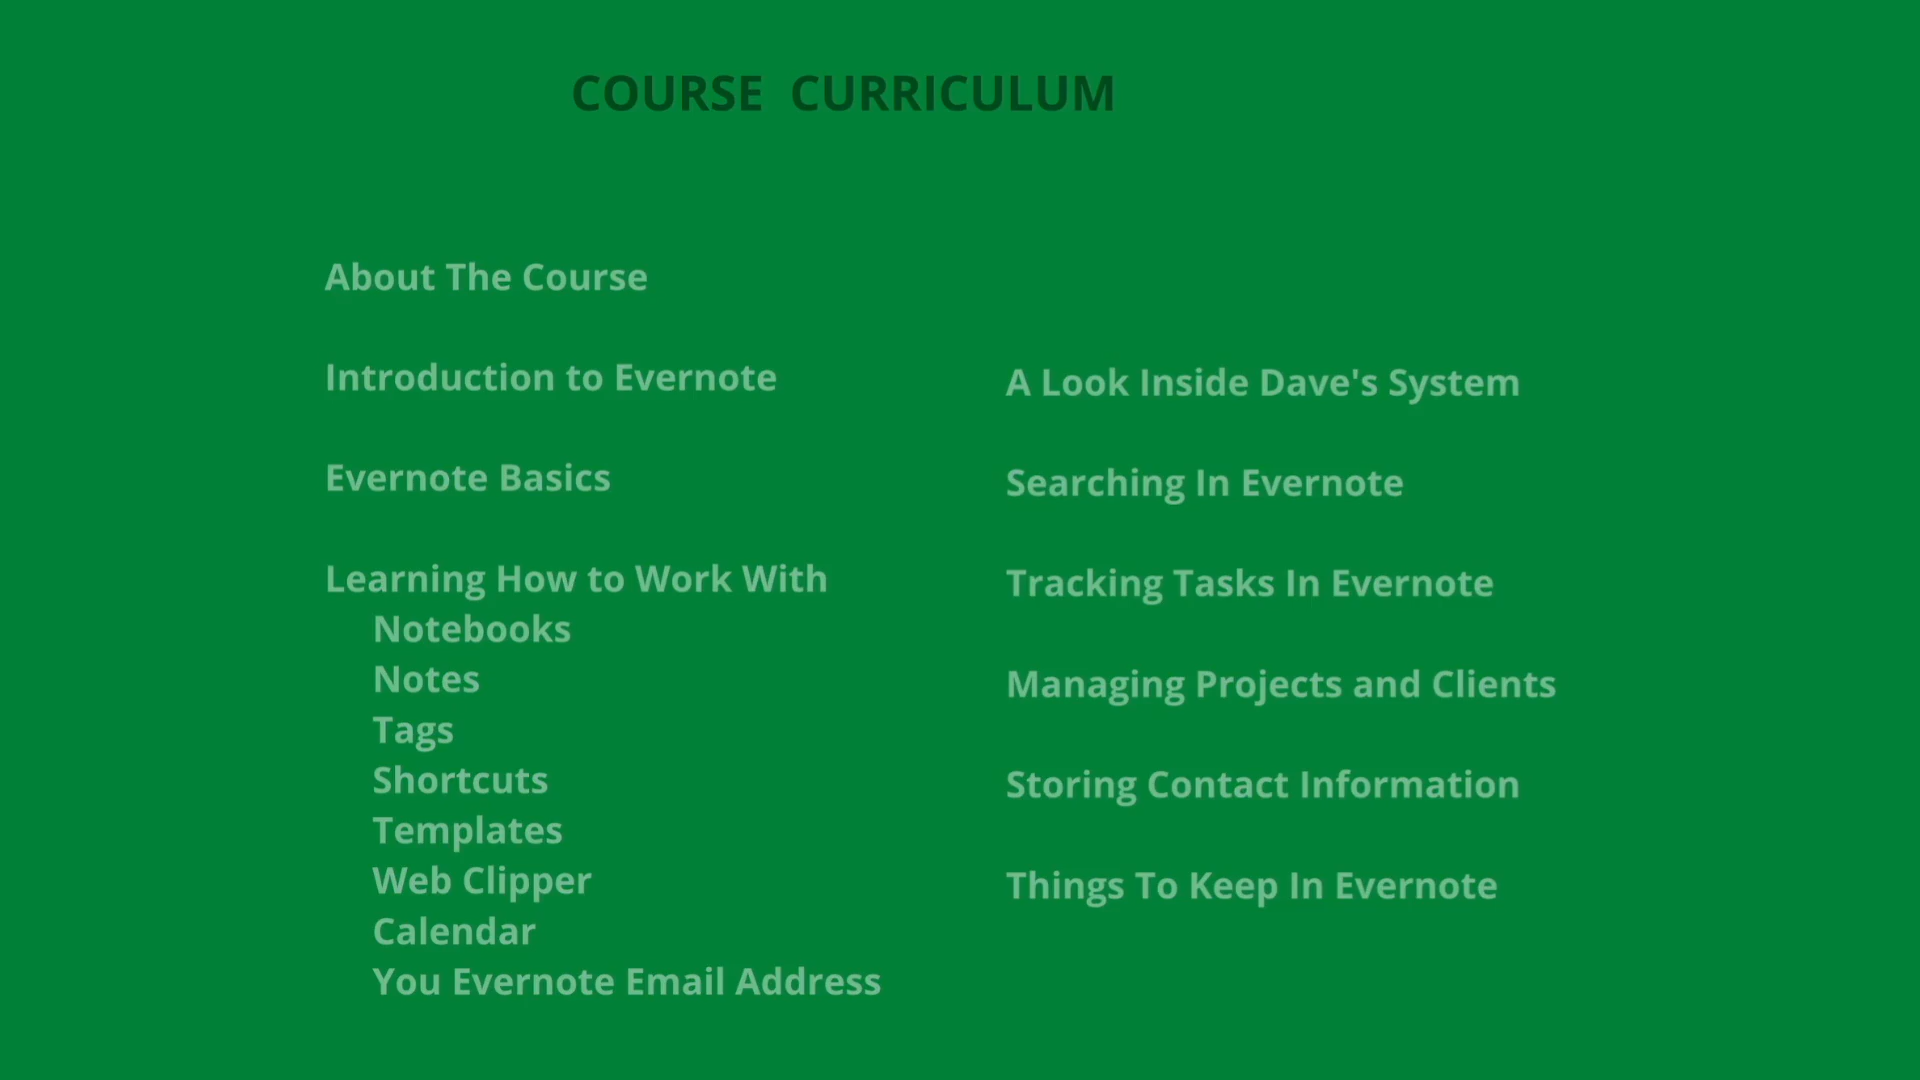 COURSE CURRICULUM
About The Course
Introduction to Evernote
Evernote Basics
Learning How to Work With
Notebooks
Notes
Tags
Shortcuts
Templates
Web Clipper
Calendar
You Evernote Email Address
A Look Inside Dave's System
Searching In Evernote
Tracking Tasks In Evernote
Managing Projects and Clients
Storing Contact Information
Things To Keep In Evernote